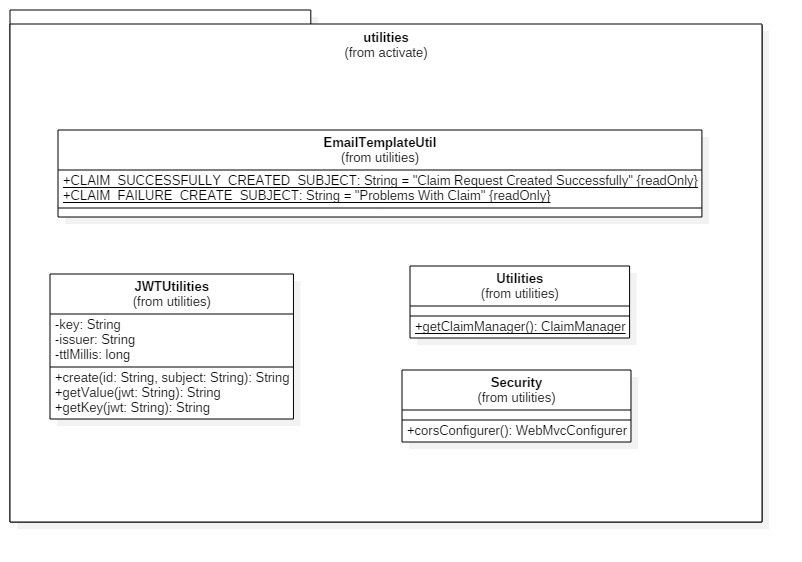 utilities
(from activate)
EmailTemplateUtil
(from utilities)
+CLAIM_SUCCESSFULLY_CREATED_SUBJECT: String = "Claim Request Created Successfully" {readOnly}
+CLAIM_FAILURE_CREATE_SUBJECT: String = "Problems With Claim" {readOnly}
JWTUtilities
(from utilities)
-key: String
-issuer: String
-ttlMillis: long
+create(id: String, subject: String): String
+getValue(jwt: String): String
+getKey(jwt: String): String
Utilities
(from utilities)
+getClaimManager(): ClaimManager
Security
(from utilities)
+corsConfigurer(): WebMvcConfigurer